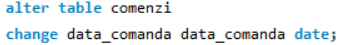 alter table comenzi
change data_comanda data_comanda date;